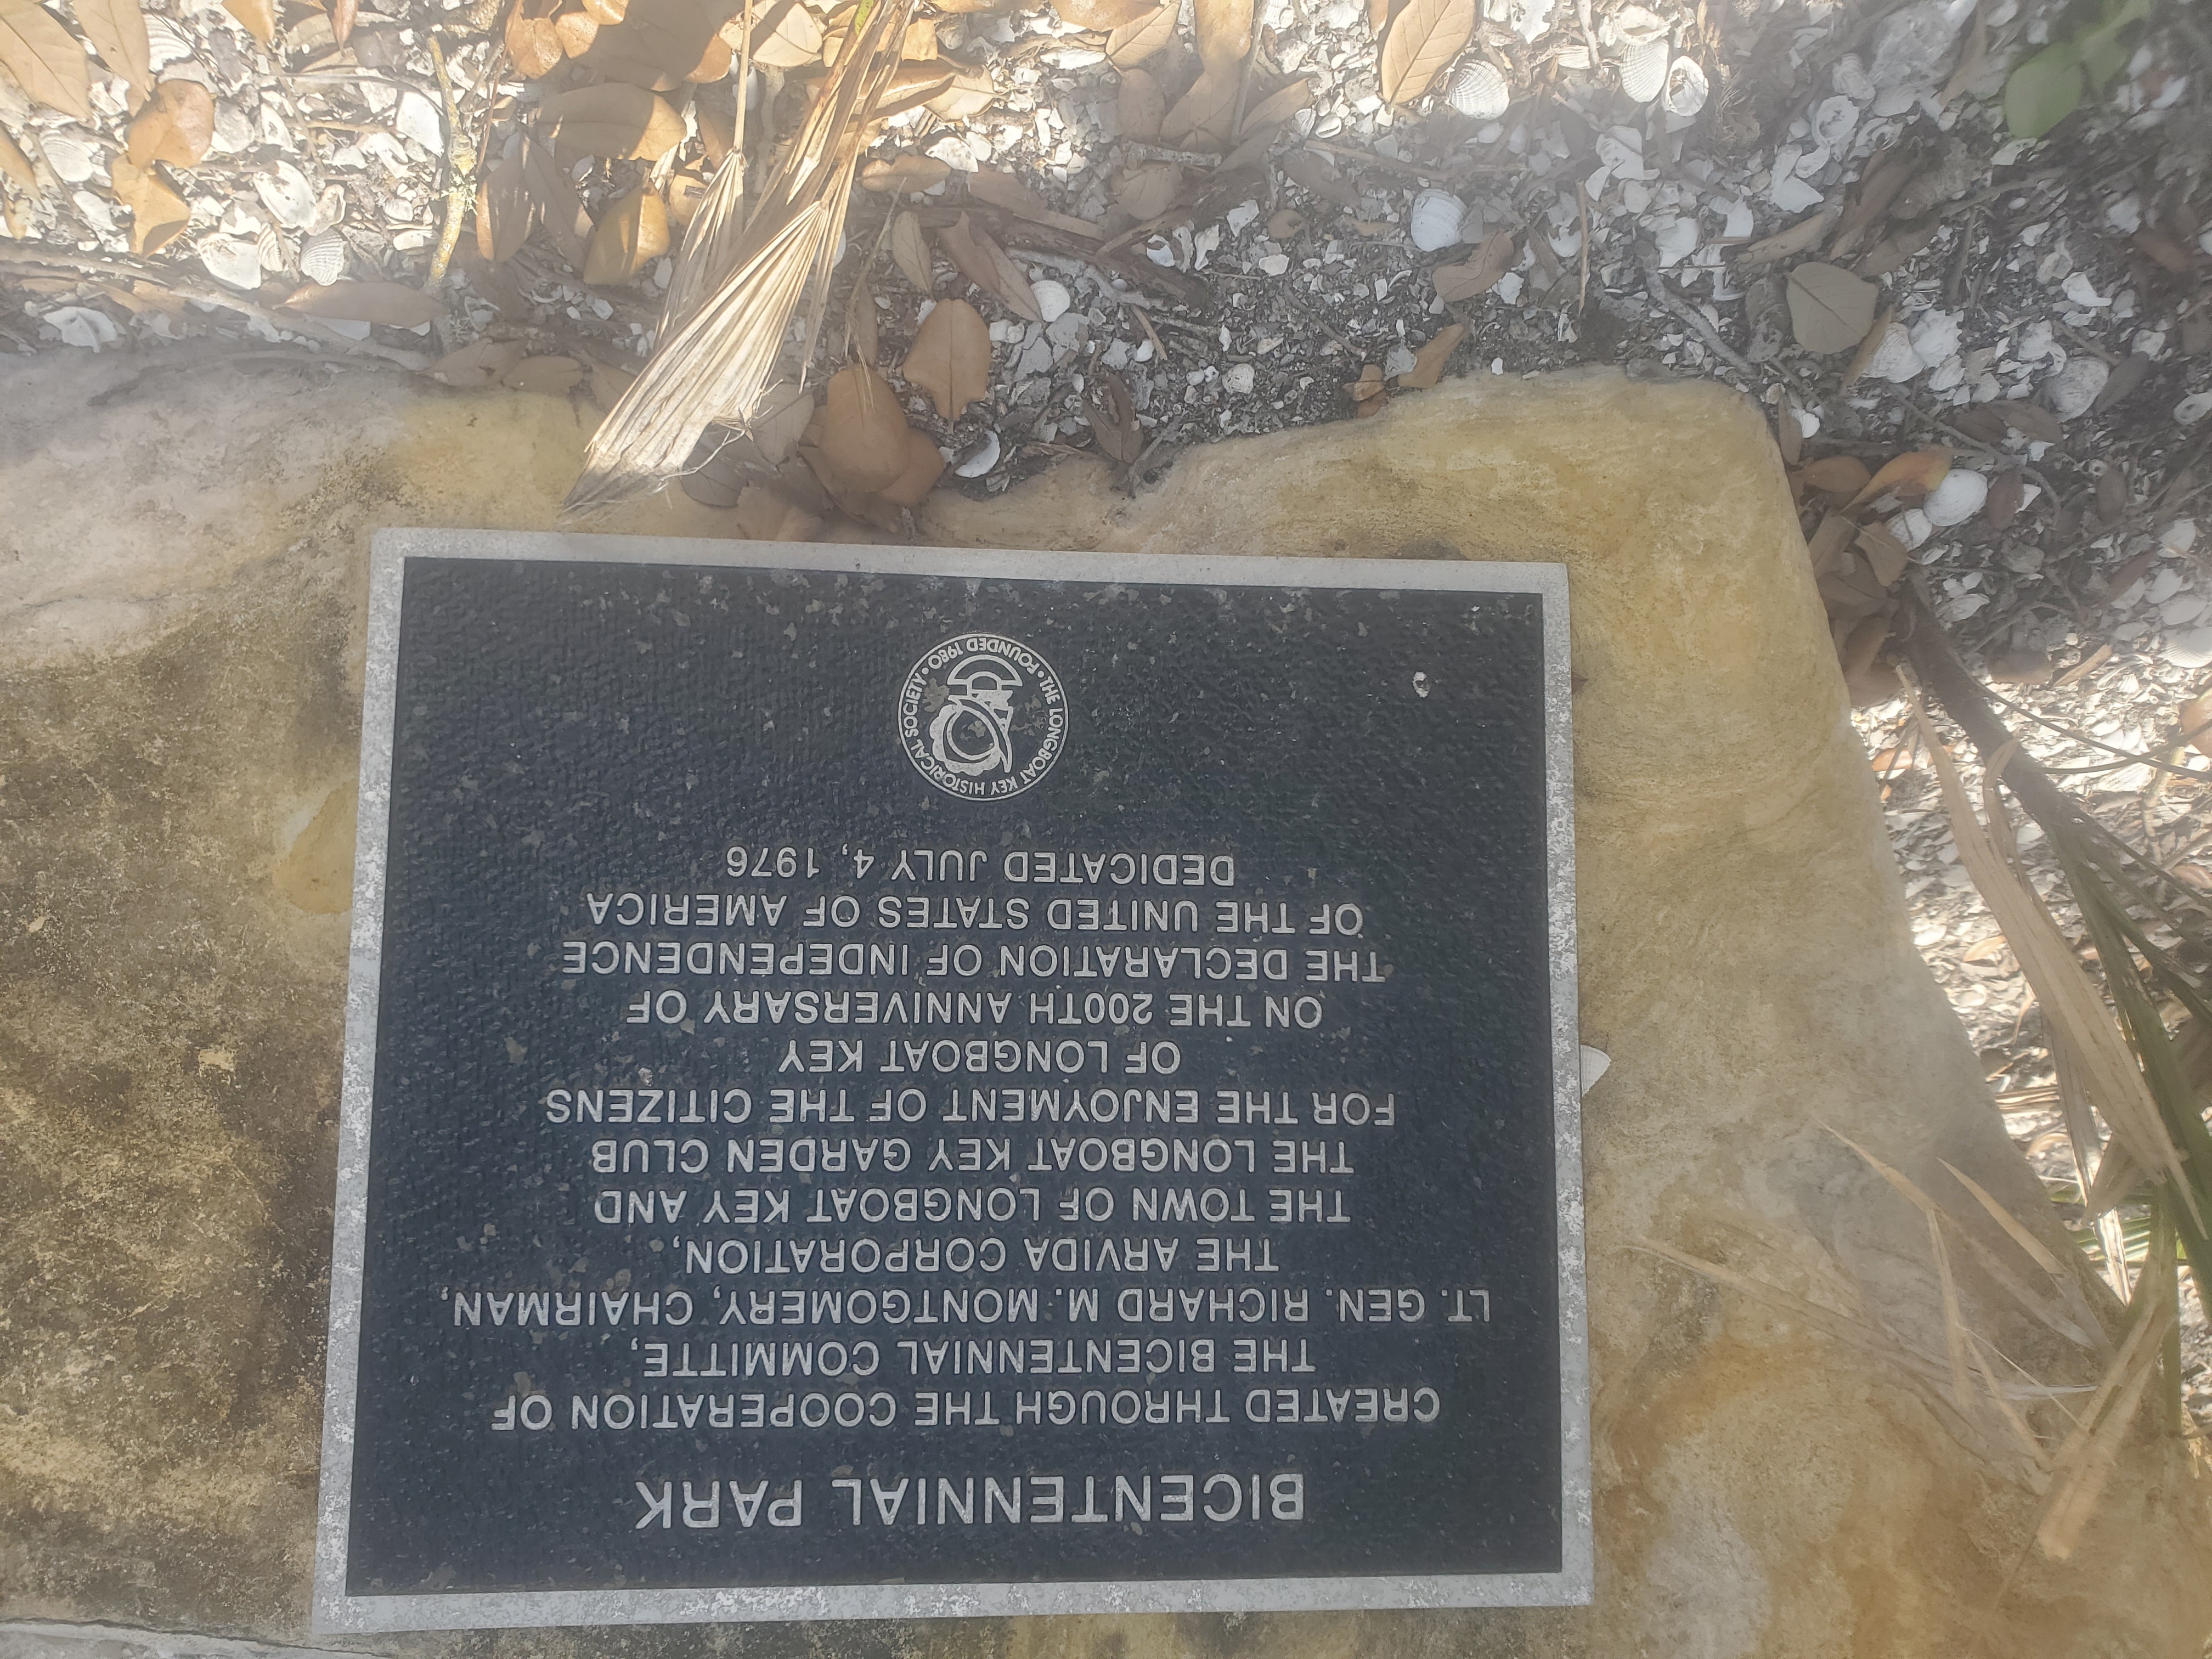 BICENTENNIAL PARK
CREATED THROUGH THE COOPERATION OF
THE BICENTENNIAL COMMITTE,
LT. GEN. RICHARD M. MONTGOMERY, CHAIRMAN,
THE ARVIDA CORPORATION,
THE TOWN OF LONGBOAT KEY AND
THE LONGBOAT KEY GARDEN CLUB
FOR THE ENJOYMENT OF THE CITIZENS
OF LONGBOAT KEY
ON THE 200TH ANNIVERSARY OF
THE DECLARATION OF INDEPENDENCE
OF THE UNITED STATES OF AMERICA
DEDICATED JULY 4, 1976
• THE LONGBOAT KEY HISTORICAL SOCIETY •
FOUNDED 1980